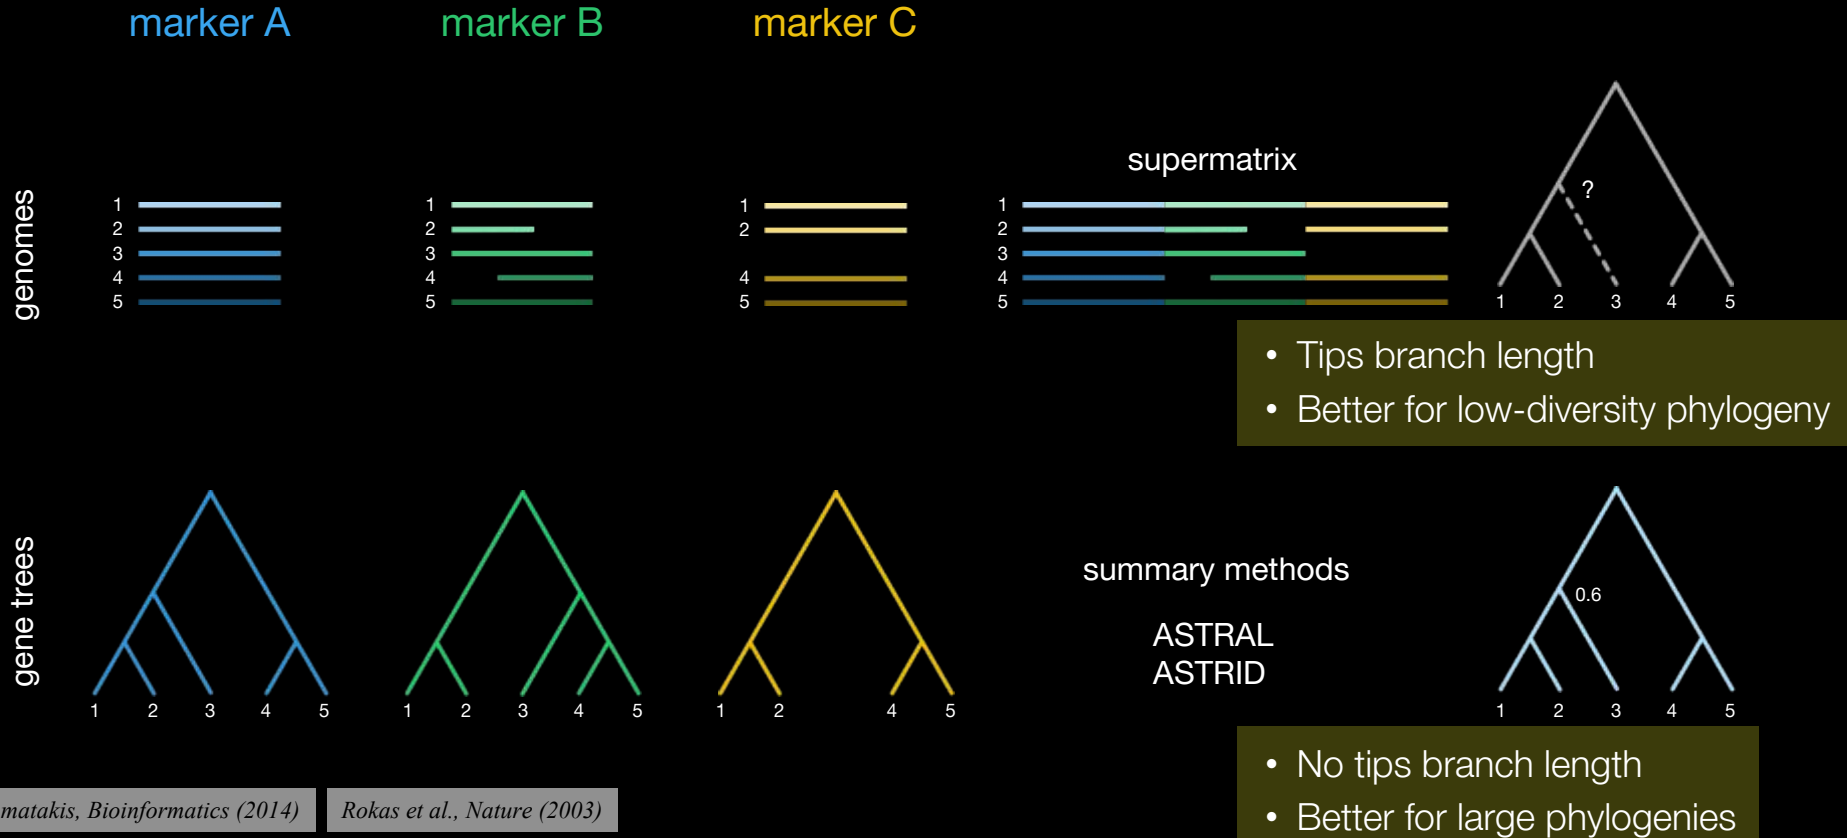 marker A
marker B
marker C
genomes
1
2
3
4
5
1
2
3
4
5
1
2
4
5
supermatrix
1
2
3
4
5
?
1 2 3 4 5
• Tips branch length
• Better for low-diversity phylogeny
gene trees
1 2 3 4 5
1 2 3 4 5
1 2 4 5
summary methods
ASTRAL
ASTRID
0.6
1 2 3 4 5
• No tips branch length
• Better for large phylogenies
matakis, Bioinformatics (2014)
Rokas et al., Nature (2003)